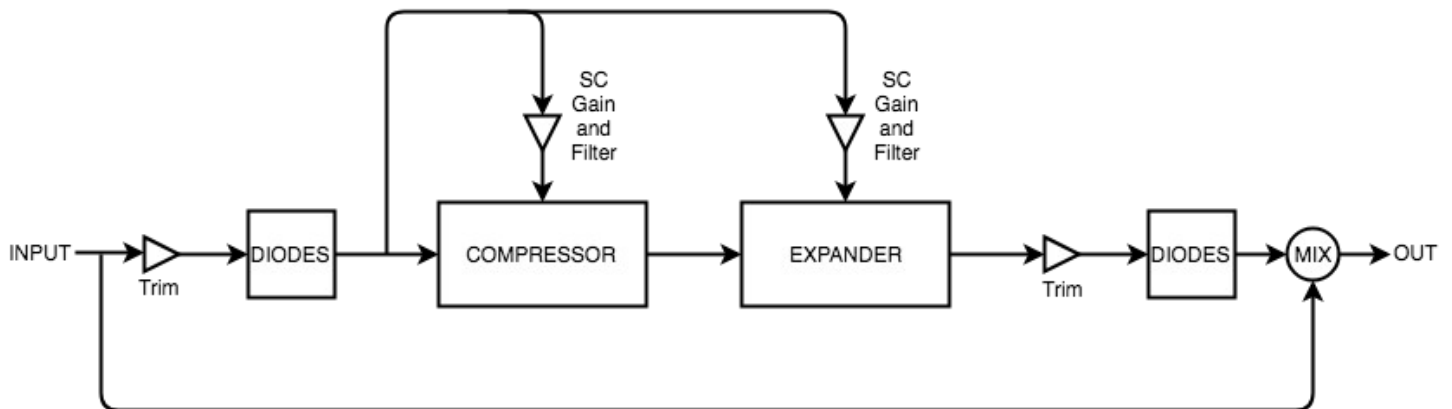 SC
Gain
and
Filter
SC
Gain
and
Filter
INPUT
Trim
DIODES
COMPRESSOR
EXPANDER
Trim
DIODES
MIX
OUT